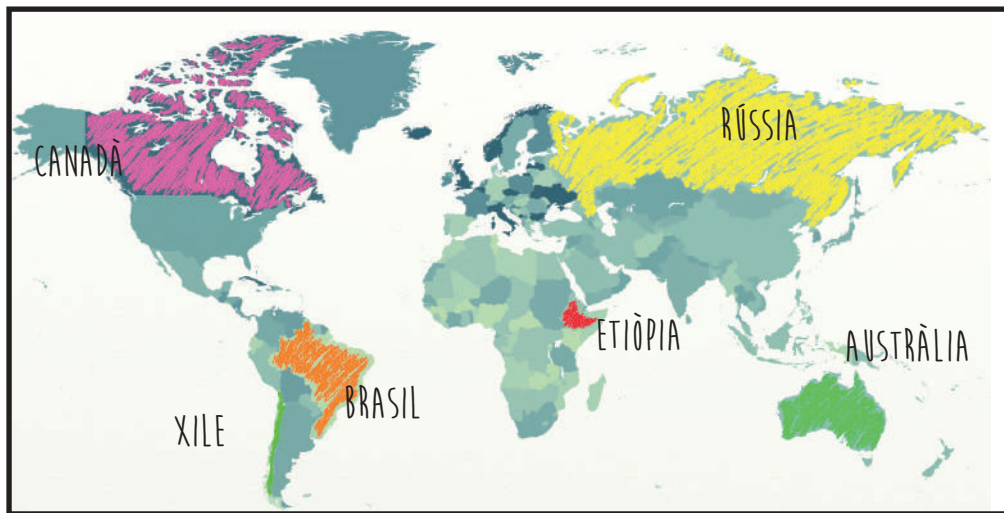 RÚSSIA
CANADÀ
ETIÒPIA
AUSTRÀLIA
BRASIL
XILE